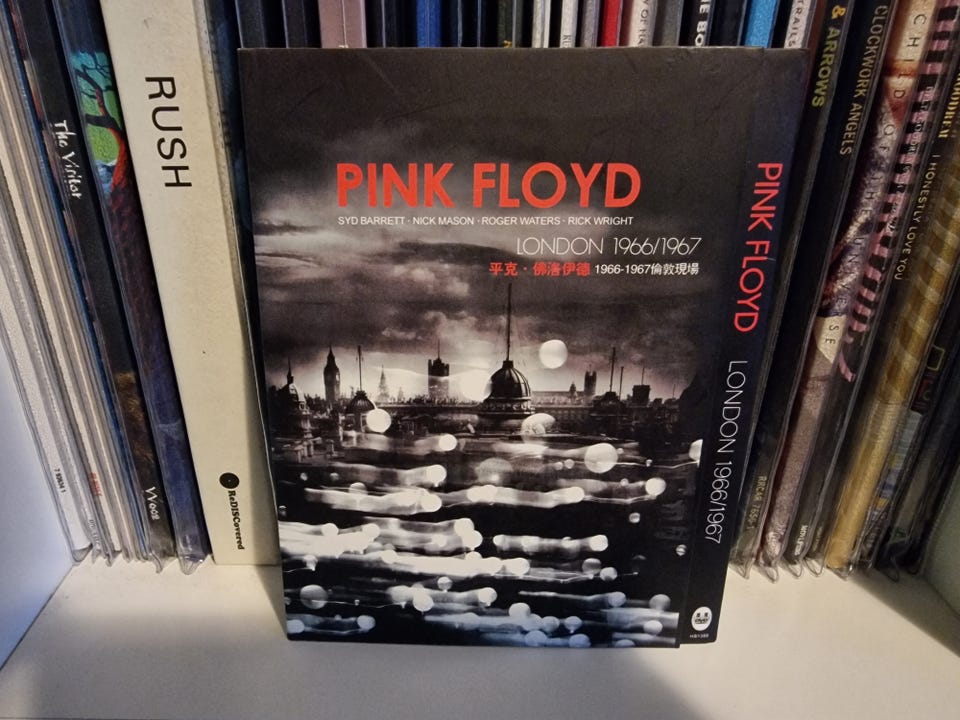 The Visitor
RUSH
ReDISCovered
PINK FLOYD
SYD BARRETT · NICK MASON · ROGER WATERS · RICK WRIGHT
LONDON 1966/1967
平克·佛洛伊德 1966-1967倫敦現場
PINK FLOYD
LONDON 1966/1967
DVD
& ARROWS
CLOCKWORK ANGELS
I HONESTLY LOVE YOU